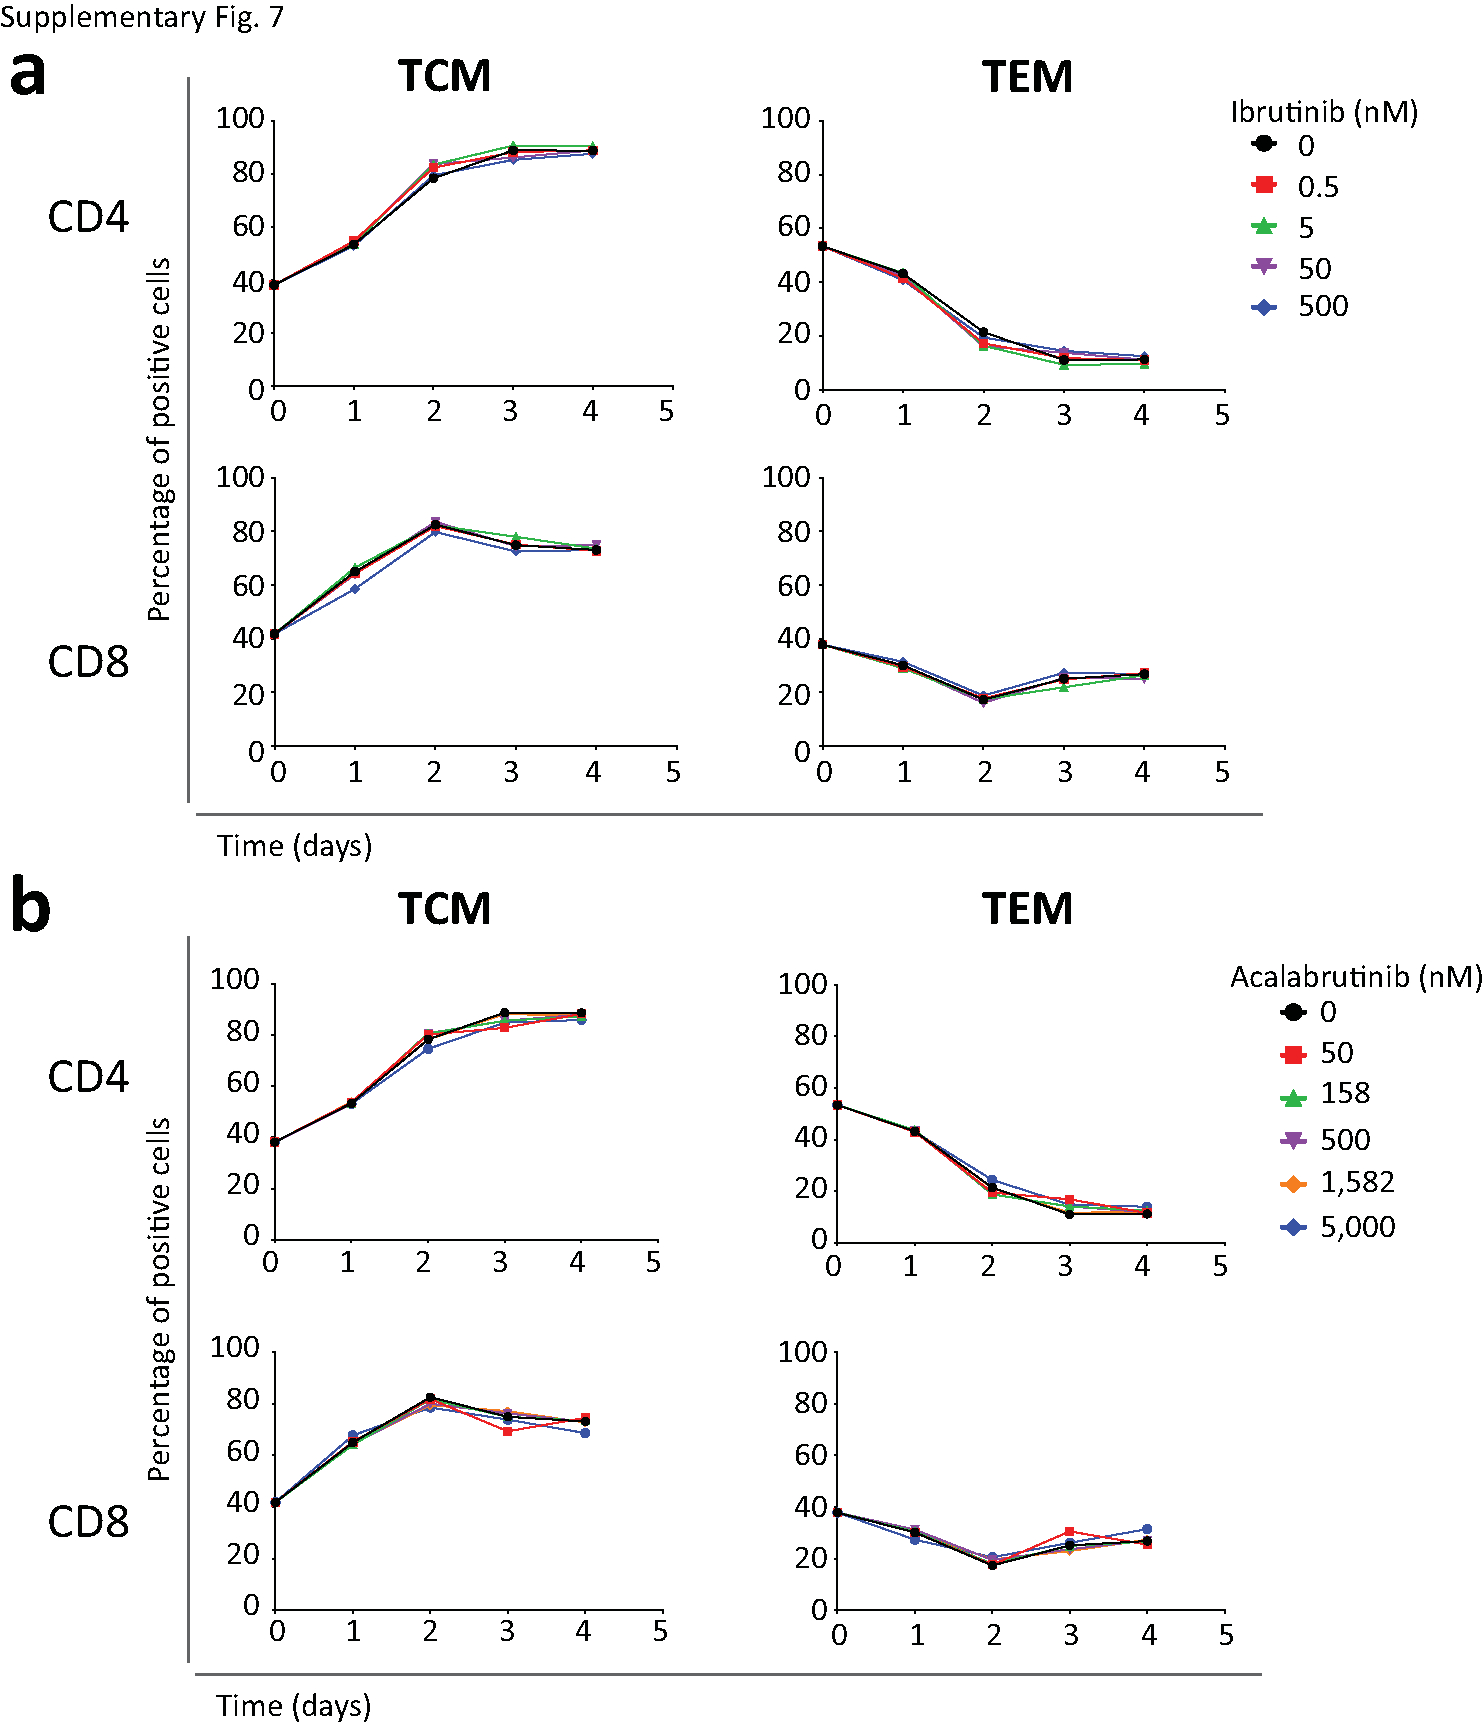 Supplementary Fig. 7
a
TCM
TEM
Ibrutinib (nM)
0
0.5
5
50
500
CD4
CD8
Percentage of positive cells
100
80
60
40
20
0
0 1 2 3 4 5
100
80
60
40
20
0
0 1 2 3 4 5
100
80
60
40
20
0
0 1 2 3 4 5
100
80
60
40
20
0
0 1 2 3 4 5
Time (days)
b
TCM
TEM
Acalabrutinib (nM)
0
50
158
500
1,582
5,000
CD4
CD8
Percentage of positive cells
100
80
60
40
20
0
0 1 2 3 4 5
100
80
60
40
20
0
0 1 2 3 4 5
100
80
60
40
20
0
0 1 2 3 4 5
100
80
60
40
20
0
0 1 2 3 4 5
Time (days)